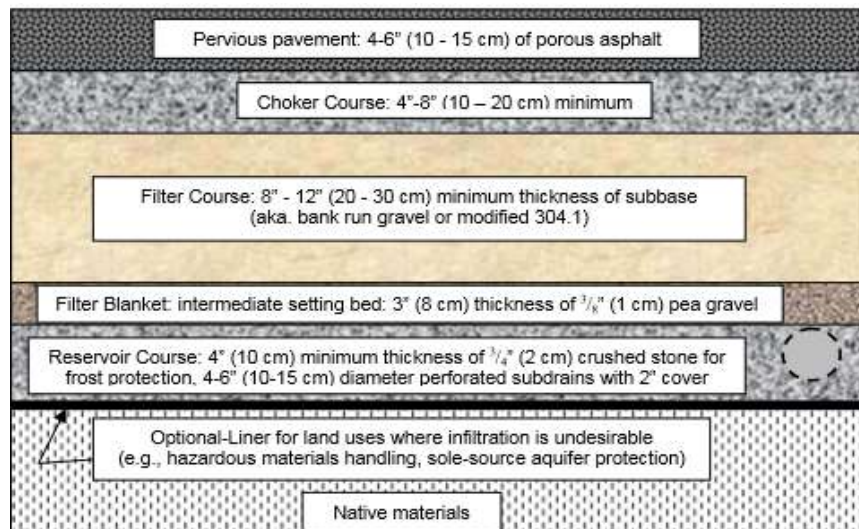 Pervious pavement: 4-6" (10 - 15 cm) of porous asphalt
Choker Course: 4"-8" (10 – 20 cm) minimum
Filter Course: 8" - 12" (20 - 30 cm) minimum thickness of subbase
(aka. bank run gravel or modified 304.1)
Filter Blanket: intermediate setting bed: 3" (8 cm) thickness of 3/8" (1 cm) pea gravel
Reservoir Course: 4" (10 cm) minimum thickness of 3/4" (2 cm) crushed stone for
frost protection, 4-6" (10-15 cm) diameter perforated subdrains with 2" cover
Optional-Liner for land uses where infiltration is undesirable
(e.g., hazardous materials handling, sole-source aquifer protection)
Native materials